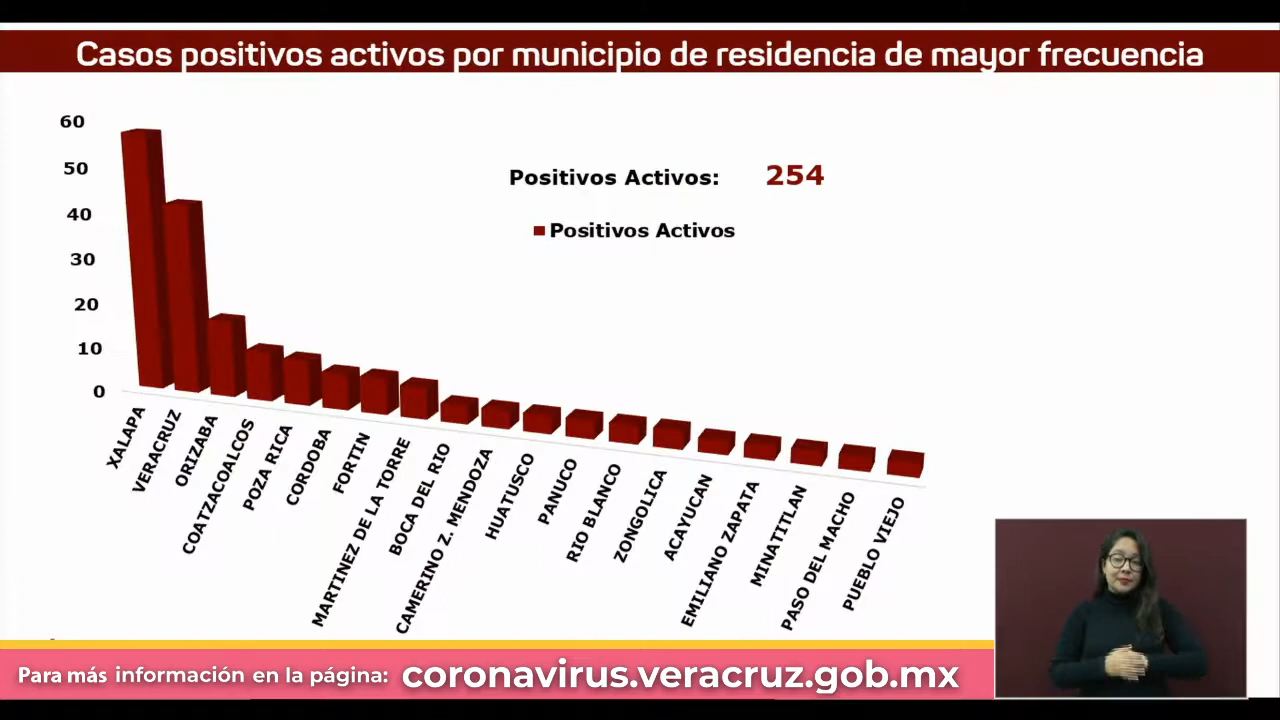 Casos positivos activos por municipio de residencia de mayor frecuencia
60
50
40
30
20
10
0
Positivos Activos: 254
Positivos Activos
XALAPA
VERACRUZ
ORIZABA
COATZACOALCOS
POZA RICA
CORDOBA
FORTIN
MARTINEZ DE LA TORRE
BOCA DEL RIO
CAMERINO Z. MENDOZA
HUATUSCO
PANUCO
RIO BLANCO
ZONGOLICA
ACAYUCAN
EMILIANO ZAPATA
MINATITLAN
PASO DEL MACHO
PUEBLO VIEJO
Para más información en la página: coronavirus.veracruz.gob.mx